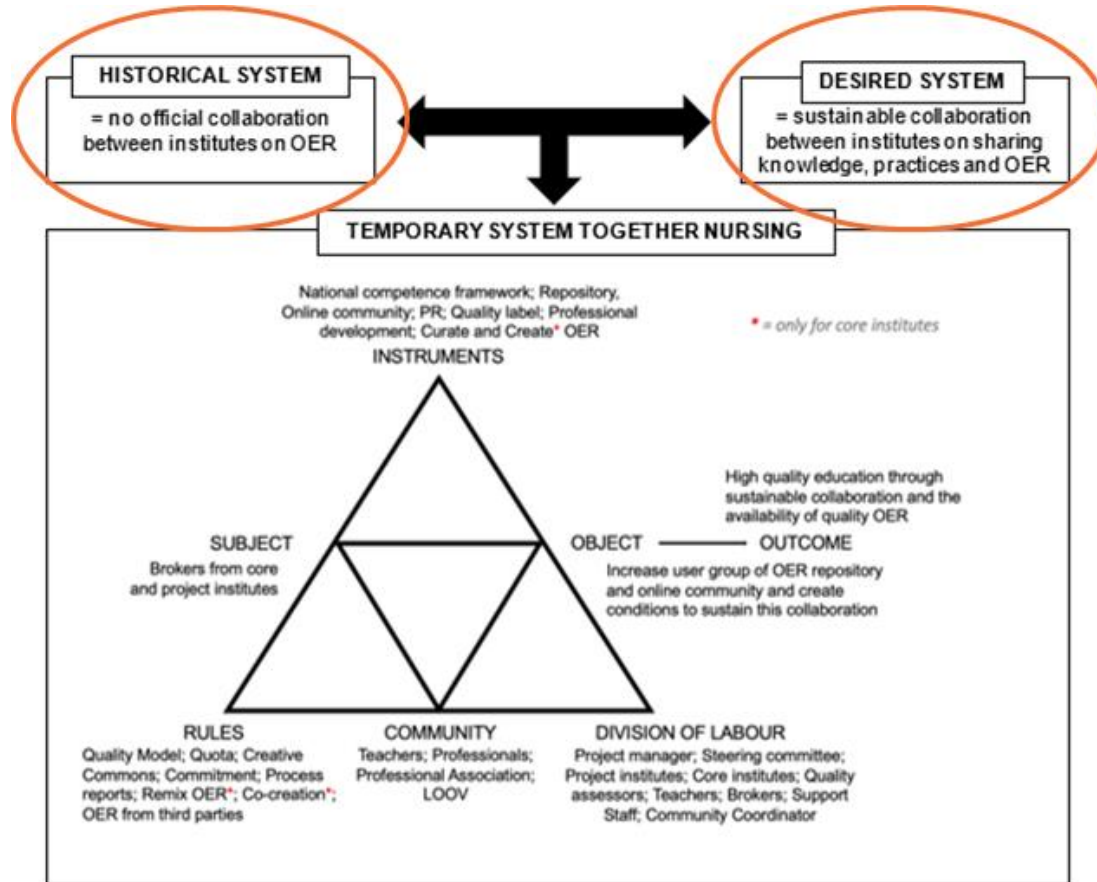 HISTORICAL SYSTEM
= no official collaboration
between institutes on OER
DESIRED SYSTEM
= sustainable collaboration
between institutes on sharing
knowledge, practices and OER
TEMPORARY SYSTEM TOGETHER NURSING
National competence framework; Repository,
Online community; PR; Quality label; Professional
development; Curate and Create* OER
INSTRUMENTS
* = only for core institutes
High quality education through
sustainable collaboration and the
availability of quality OER
SUBJECT
Brokers from core
and project institutes
OBJECT
OUTCOME
Increase user group of OER repository
and online community and create
conditions to sustain this collaboration
RULES
Quality Model; Quota; Creative
Commons; Commitment; Process
reports; Remix OER*; Co-creation*;
OER from third parties
COMMUNITY
Teachers; Professionals;
Professional Association;
LOOV
DIVISION OF LABOUR
Project manager; Steering committee;
Project institutes; Core institutes; Quality
assessors; Teachers; Brokers; Support
Staff; Community Coordinator